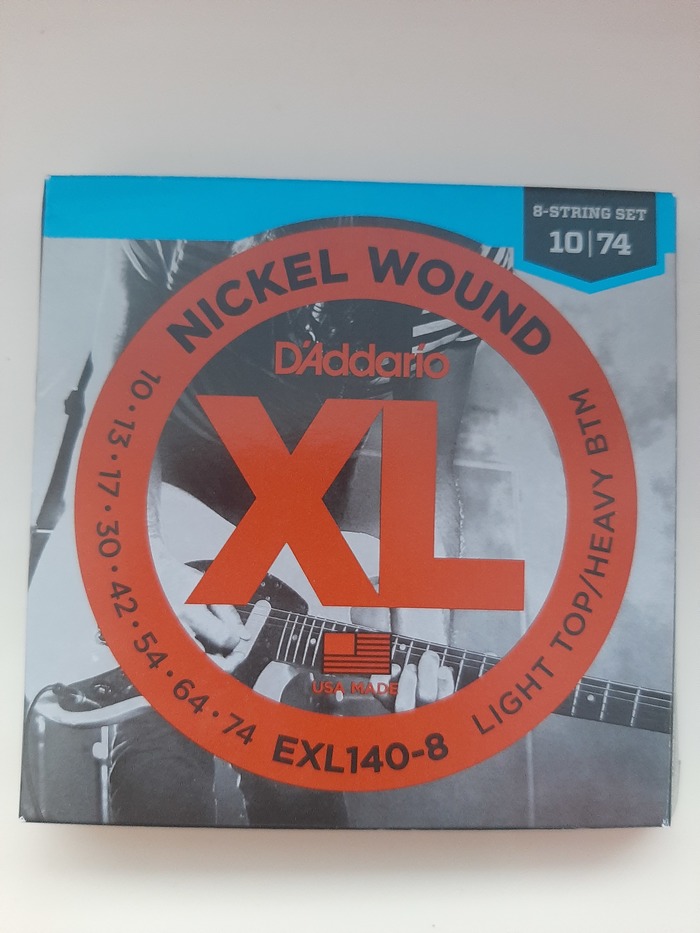 8-STRING SET
10|74
NICKEL WOUND
D'Addario
XL
USA MADE
10•13•17•30•42•54•64•74
EXL140-8
LIGHT TOP/HEAVY BTM